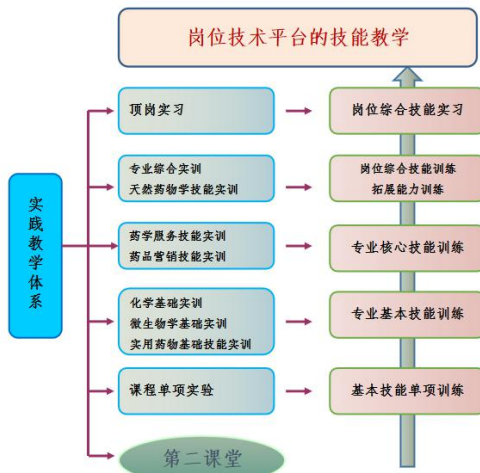 岗位技术平台的技能教学
顶岗实习
岗位综合技能实习
专业综合实训
天然药物学技能实训
岗位综合技能训练
拓展能力训练
实践教学体系
药学服务技能实训
药品营销技能实训
专业核心技能训练
化学基础实训
微生物学基础实训
实用药物基础技能实训
专业基本技能训练
课程单项实验
基本技能单项训练
第二课堂